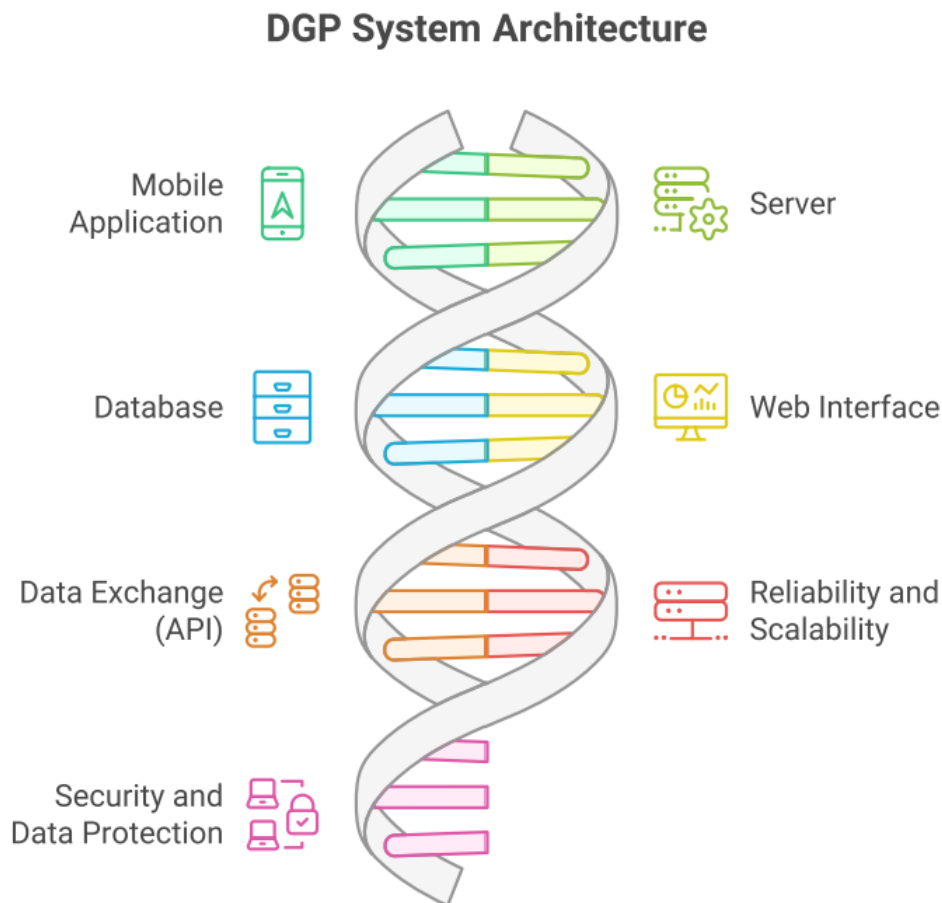 DGP System Architecture
Mobile
Application
Server
Database
Web Interface
Data Exchange
(API)
Reliability and
Scalability
Security and
Data Protection